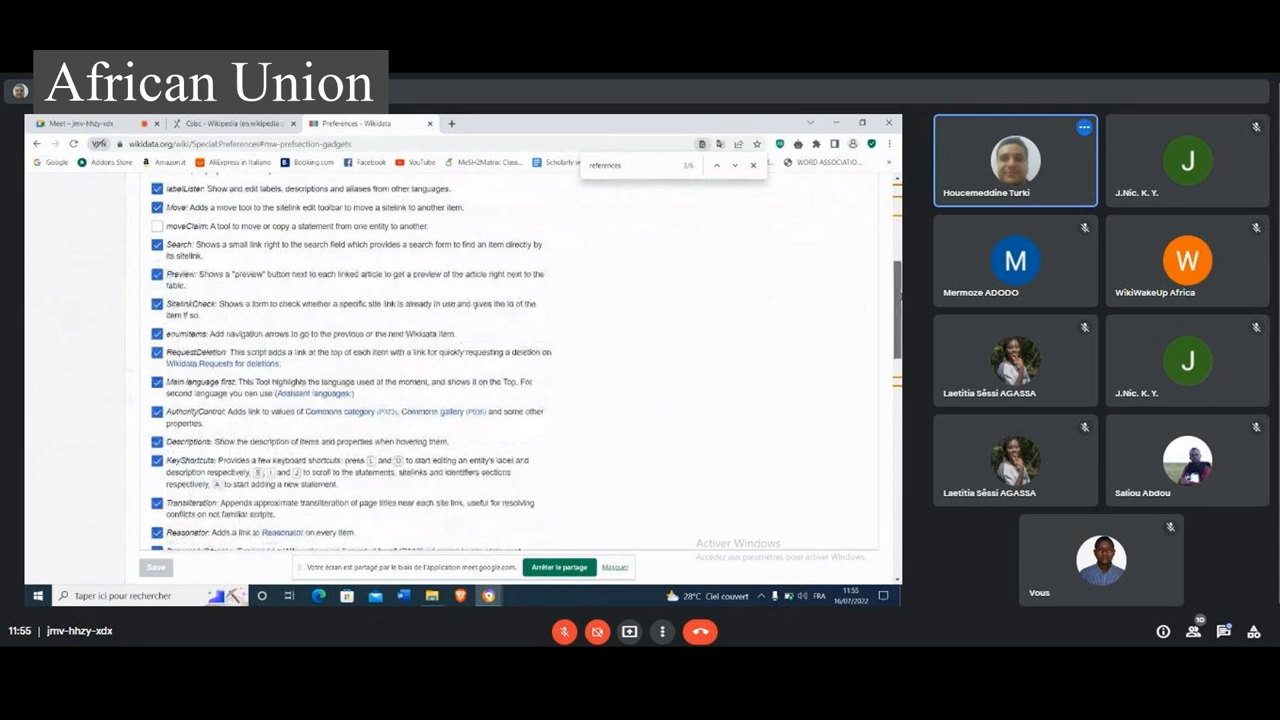 African Union
Meet – jmv-hhzy-xdx
Preferences - Wikidata
wikidata.org/wiki/Special:Preferences#mw-prefsection-gadgets
Google
Addons Store
Amazon.it
AliExpress in Italiano
Booking.com
Facebook
YouTube
MeSH2Matrix: Class...
Scholarly
WORD ASSOCIATIO...
references
3/6
labelLister: Show and edit labels, descriptions and aliases from other languages.
Move: Adds a move tool to the sitelink edit toolbar to move a sitelink to another item.
moveClaim: A tool to move or copy a statement from one entity to another.
Search: Shows a small link right to the search field which provides a search form to find an item directly by
its sitelink.
Preview: Shows a "preview" button next to each linked article to get a preview of the article right next to the
table.
SitelinkCheck: Shows a form to check whether a specific site link is already in use and gives the id of the
item if so.
enumItems: Add navigation arrows to go to the previous or the next Wikidata item.
RequestDeletion: This script adds a link at the top of each item with a link for quickly requesting a deletion on
Wikidata:Requests for deletions.
Main language first: This Tool highlights the language used at the moment, and shows it on the Top. For
second language you can use (Assistent languages:)
AuthorityControl: Adds link to values of Commons category (P373), Commons gallery (P935) and some other
properties.
Descriptions: Show the description of items and properties when hovering them.
KeyShortcuts: Provides a few keyboard shortcuts: press L and D to start editing an entity's label and
description respectively, S, I and J to scroll to the statements, sitelinks and identifiers sections
respectively, A to start adding a new statement.
Transliteration: Appends approximate transliteration of page titles near each site link, useful for resolving
conflicts on not familiar scripts.
Reasonator: Adds a link to Reasonator on every item.
Save
Activer Windows
Accédez aux paramètres pour activer Windows.
Votre écran est partagé par le biais de l'application meet.google.com.
Arrêter le partage
Masquer
Taper ici pour rechercher
28°C Ciel couvert
FRA
11:55
16/07/2022
Houcemeddine Turki
J
J.Nic. K. Y.
M
Mermoze ADODO
W
WikiWakeUp Africa
Laetitia Sêssi AGASSA
J
J.Nic. K. Y.
Laetitia Sêssi AGASSA
Saliou Abdou
Vous
11:55 | jmv-hhzy-xdx
10